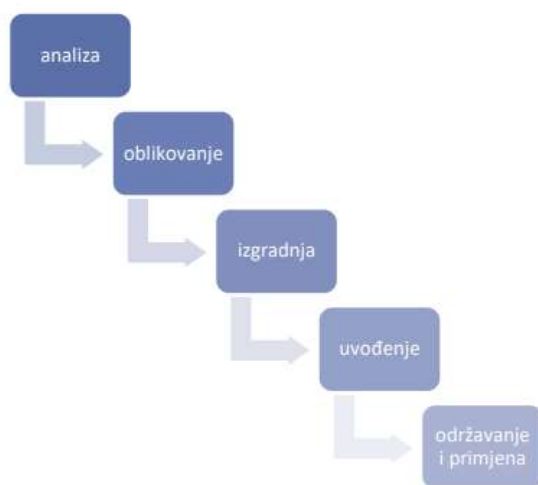 analiza
oblikovanje
izgradnja
uvođenje
održavanje
i primjena